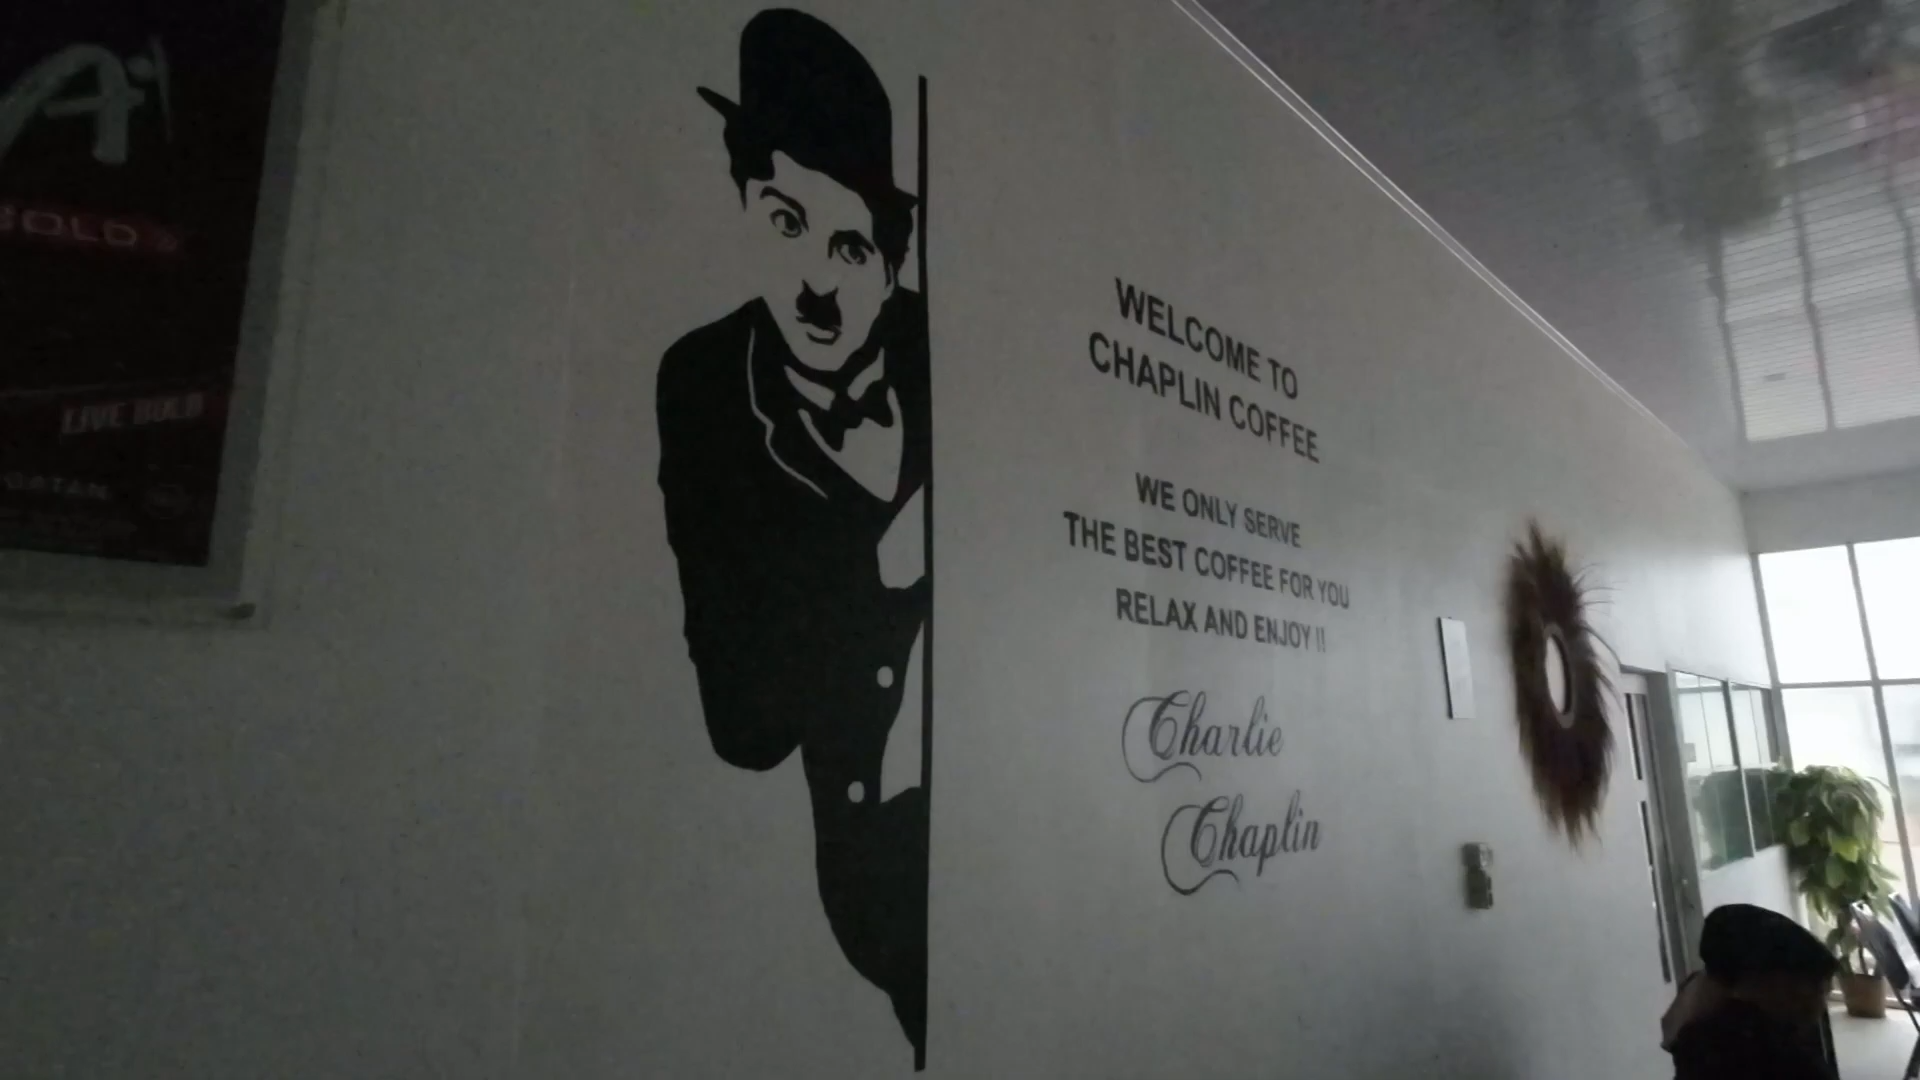 A
BOLD
LIVE BOLD
WELCOME TO
CHAPLIN COFFEE
WE ONLY SERVE
THE BEST COFFEE FOR YOU
RELAX AND ENJOY !!
Charlie
Chaplin